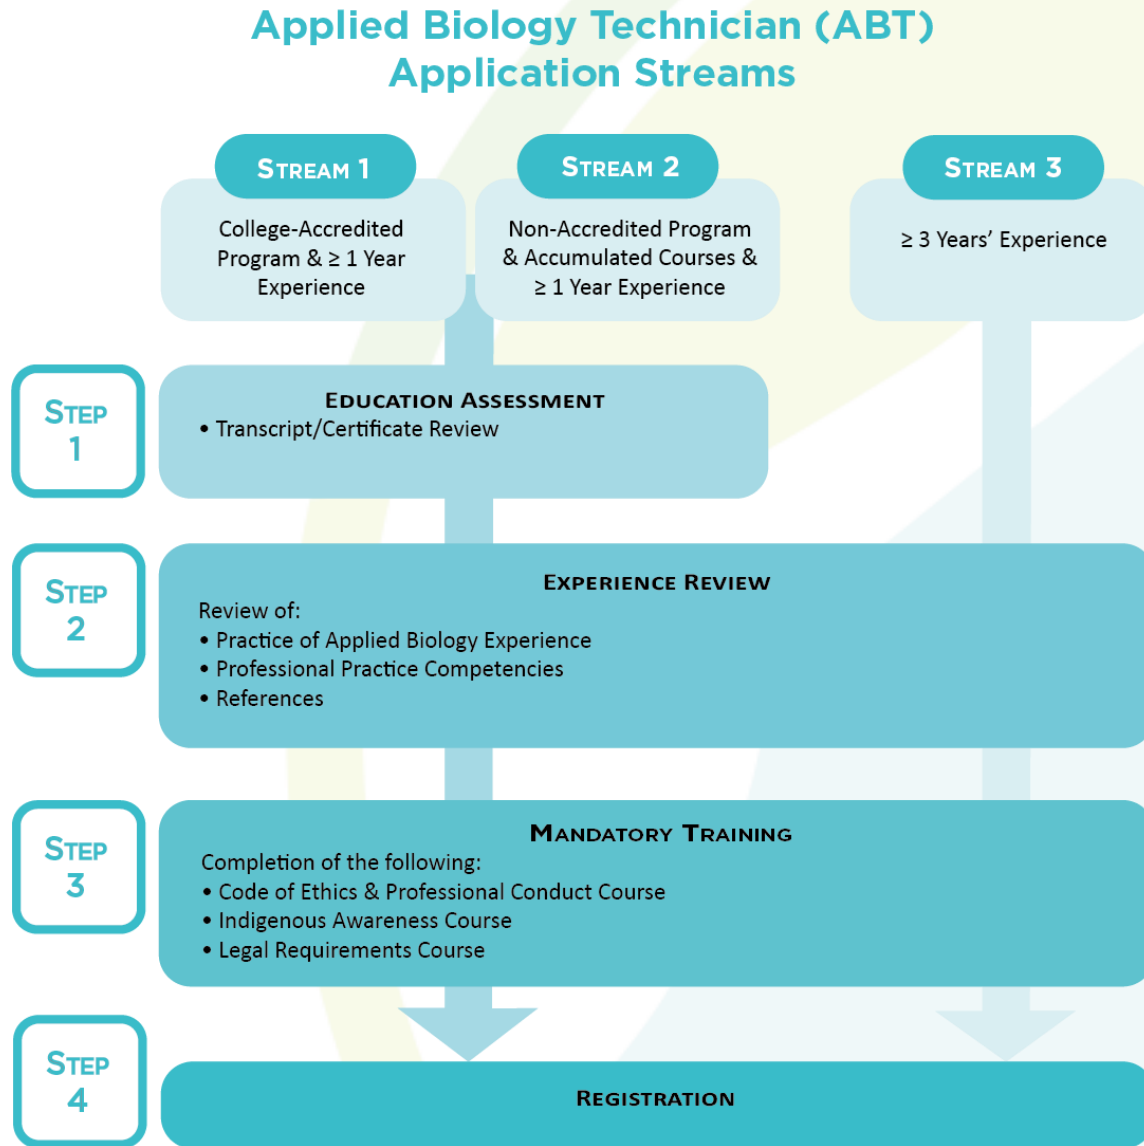 Applied Biology Technician (ABT)
Application Streams
STREAM 1
College-Accredited
Program & ≥ 1 Year
Experience
STREAM 2
Non-Accredited Program
& Accumulated Courses &
≥ 1 Year Experience
STREAM 3
≥ 3 Years’ Experience
STEP
1
EDUCATION ASSESSMENT
• Transcript/Certificate Review
STEP
2
EXPERIENCE REVIEW
Review of:
• Practice of Applied Biology Experience
• Professional Practice Competencies
• References
STEP
3
MANDATORY TRAINING
Completion of the following:
• Code of Ethics & Professional Conduct Course
• Indigenous Awareness Course
• Legal Requirements Course
STEP
4
REGISTRATION